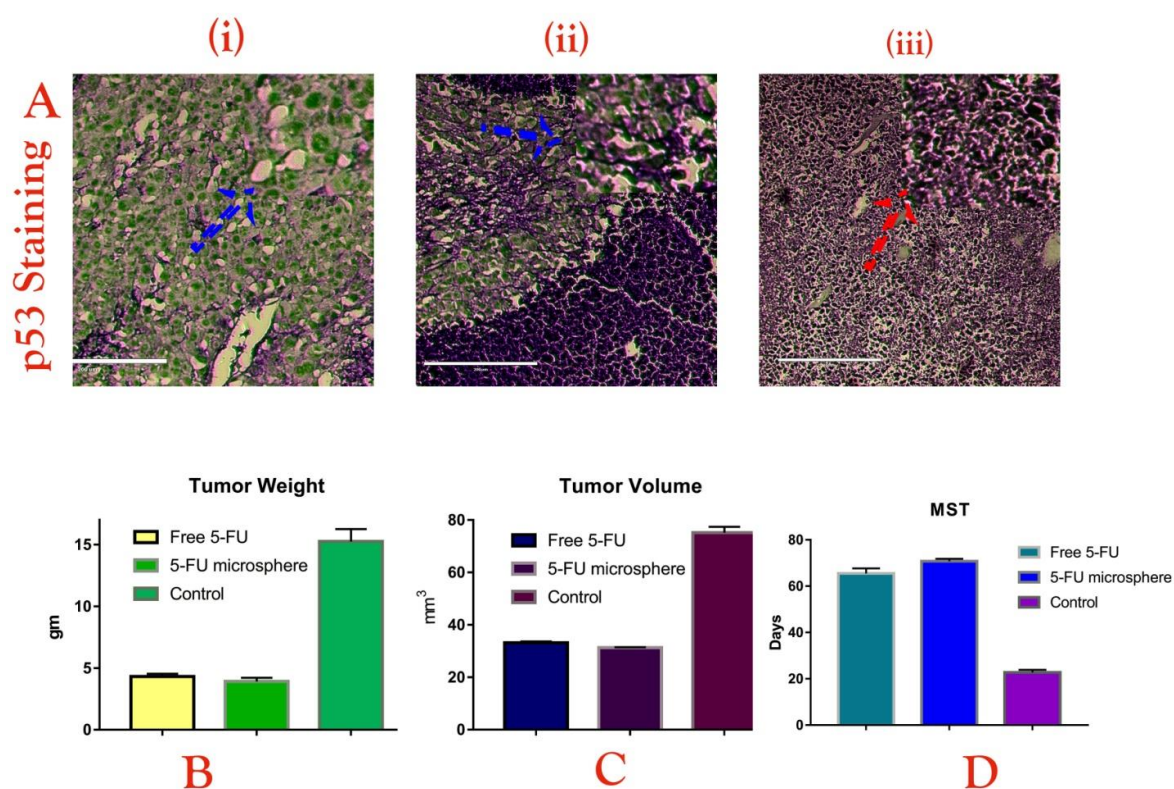 (i)
(ii)
(iii)
A
p53 Staining
Tumor Weight
Free 5-FU
5-FU microsphere
Control
15
10
5
0
gm
B
Tumor Volume
Free 5-FU
5-FU microsphere
Control
80
60
40
20
0
mm³
C
MST
Free 5-FU
5-FU microsphere
Control
80
60
40
20
0
Days
D